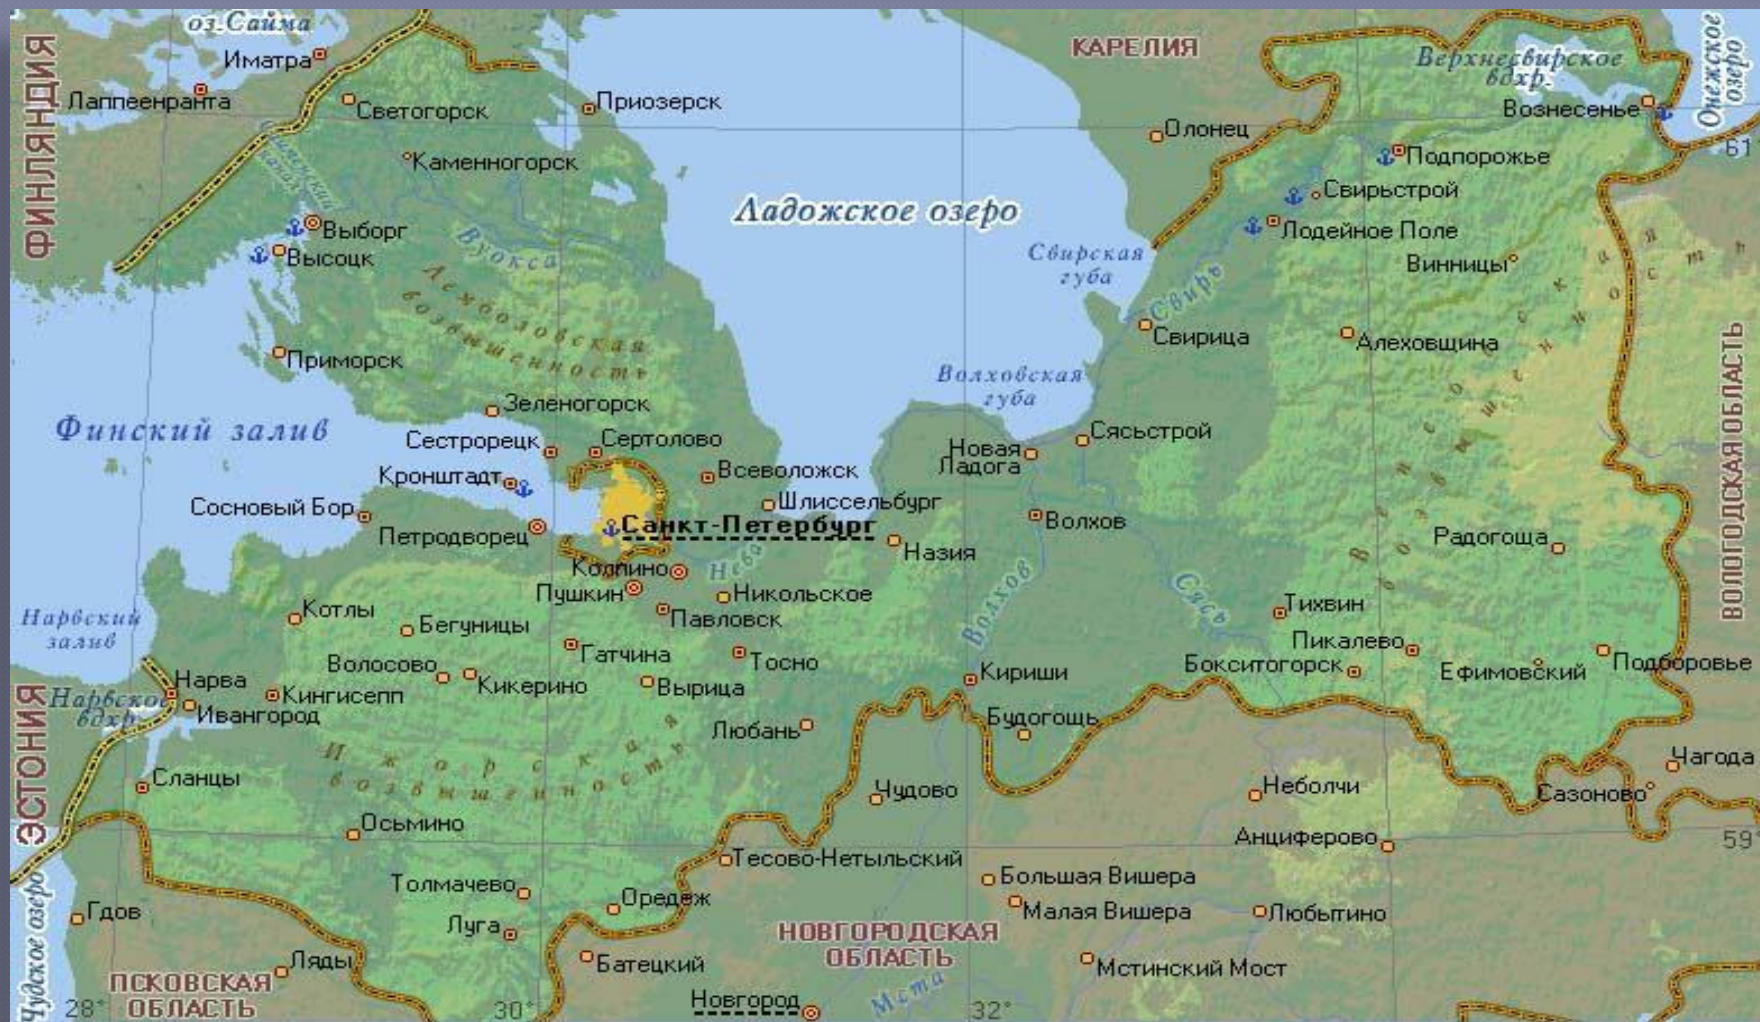 оз.Сайма
Иматра
КАРЕЛИЯ
Верхнесвирское
вдхр.
Онежское
озеро
ФИНЛЯНДИЯ
Лаппеенранта
Светогорск
Приозерск
Вознесенье
Олонец
61°
Каменногорск
Подпорожье
Свирьстрой
Ладожское озеро
Выборг
Высоцк
Вуокса
Лодейное Поле
Свирская
губа
Винницы
Свирь
Лемболовская
возвышенность
Приморск
Свирица
Алеховщина
Волховская
губа
Зеленогорск
Финский залив
Сестрорецк
Сертолово
Новая
Ладога
Сясьстрой
ВОЛОГОДСКАЯ ОБЛАСТЬ
Кронштадт
Всеволожск
Шлиссельбург
Сосновый Бор
Санкт-Петербург
Петродворец
Волхов
Назия
Радогоща
Вепсовская
возвышенность
Колпино
Нева
Пушкин
Никольское
Волхов
Сясь
Нарвский
залив
Котлы
Бегуницы
Павловск
Тихвин
Пикалево
Гатчина
Тосно
Волосово
Кикерино
Вырица
Кириши
Бокситогорск
Ефимовский
Подборовье
Нарва
Кингисепп
Нарвское
вдхр.
Ивангород
ЭСТОНИЯ
Любань
Будогощь
Ижорская
возвышенность
Сланцы
Чудово
Неболчи
Чагода
Сазоново
Осьмино
Анциферово
59°
Тесово-Нетыльский
Толмачево
Большая Вишера
Оредеж
Малая Вишера
Любытино
Гдов
Луга
НОВГОРОДСКАЯ
ОБЛАСТЬ
Чудское озеро
Ляды
Батецкий
Мстинский Мост
ПСКОВСКАЯ
ОБЛАСТЬ
Новгород
Мста
28°
30°
32°